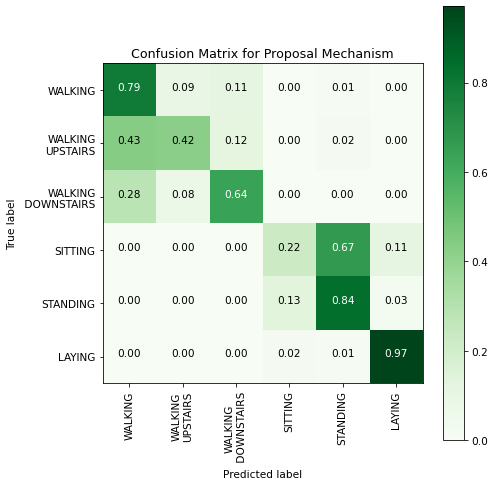 Confusion Matrix for Proposal Mechanism
True label
WALKING 0.79 0.09 0.11 0.00 0.01 0.00
WALKING
UPSTAIRS 0.43 0.42 0.12 0.00 0.02 0.00
WALKING
DOWNSTAIRS 0.28 0.08 0.64 0.00 0.00 0.00
SITTING 0.00 0.00 0.00 0.22 0.67 0.11
STANDING 0.00 0.00 0.00 0.13 0.84 0.03
LAYING 0.00 0.00 0.00 0.02 0.01 0.97
WALKING
WALKING
UPSTAIRS
WALKING
DOWNSTAIRS
SITTING
STANDING
LAYING
Predicted label
0.8
0.6
0.4
0.2
0.0